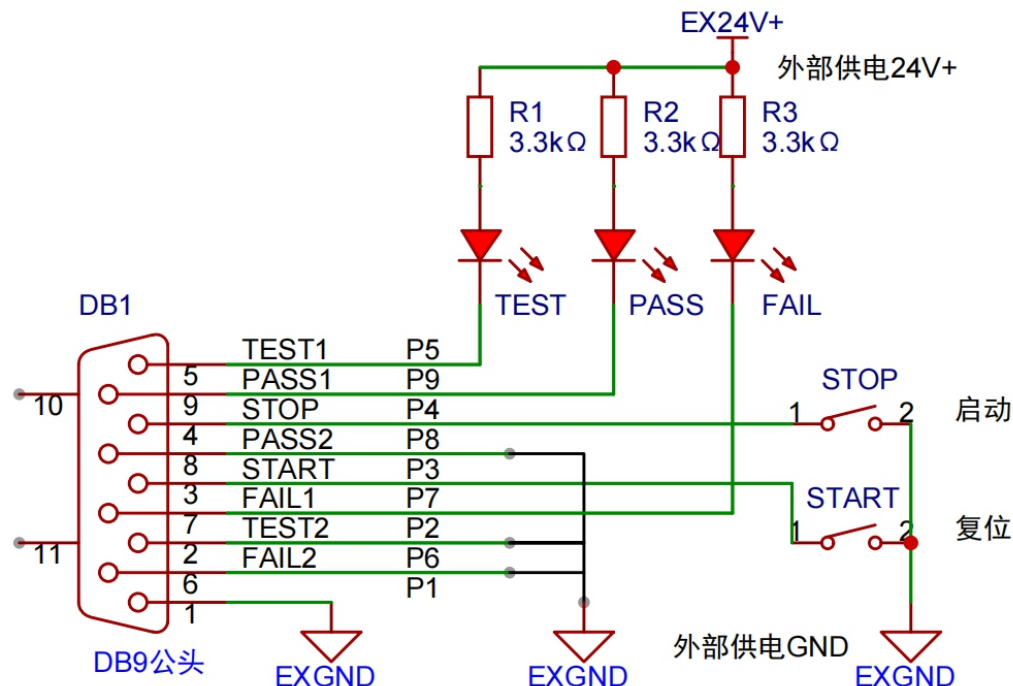 EX24V+
外部供电24V+
R1
3.3kΩ
R2
3.3kΩ
R3
3.3kΩ
TEST
PASS
FAIL
DB1
TEST1 P5
5
PASS1 P9
10
9
STOP P4
4
PASS2 P8
8
START P3
3
FAIL1 P7
7
TEST2 P2
11
2
FAIL2 P6
6
P1
1
STOP
1 2
启动
START
1 2
复位
DB9公头
EXGND
EXGND
外部供电GND
EXGND